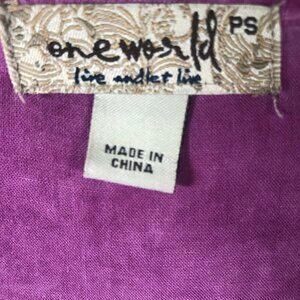 one world PS
live and let live
MADE IN
CHINA